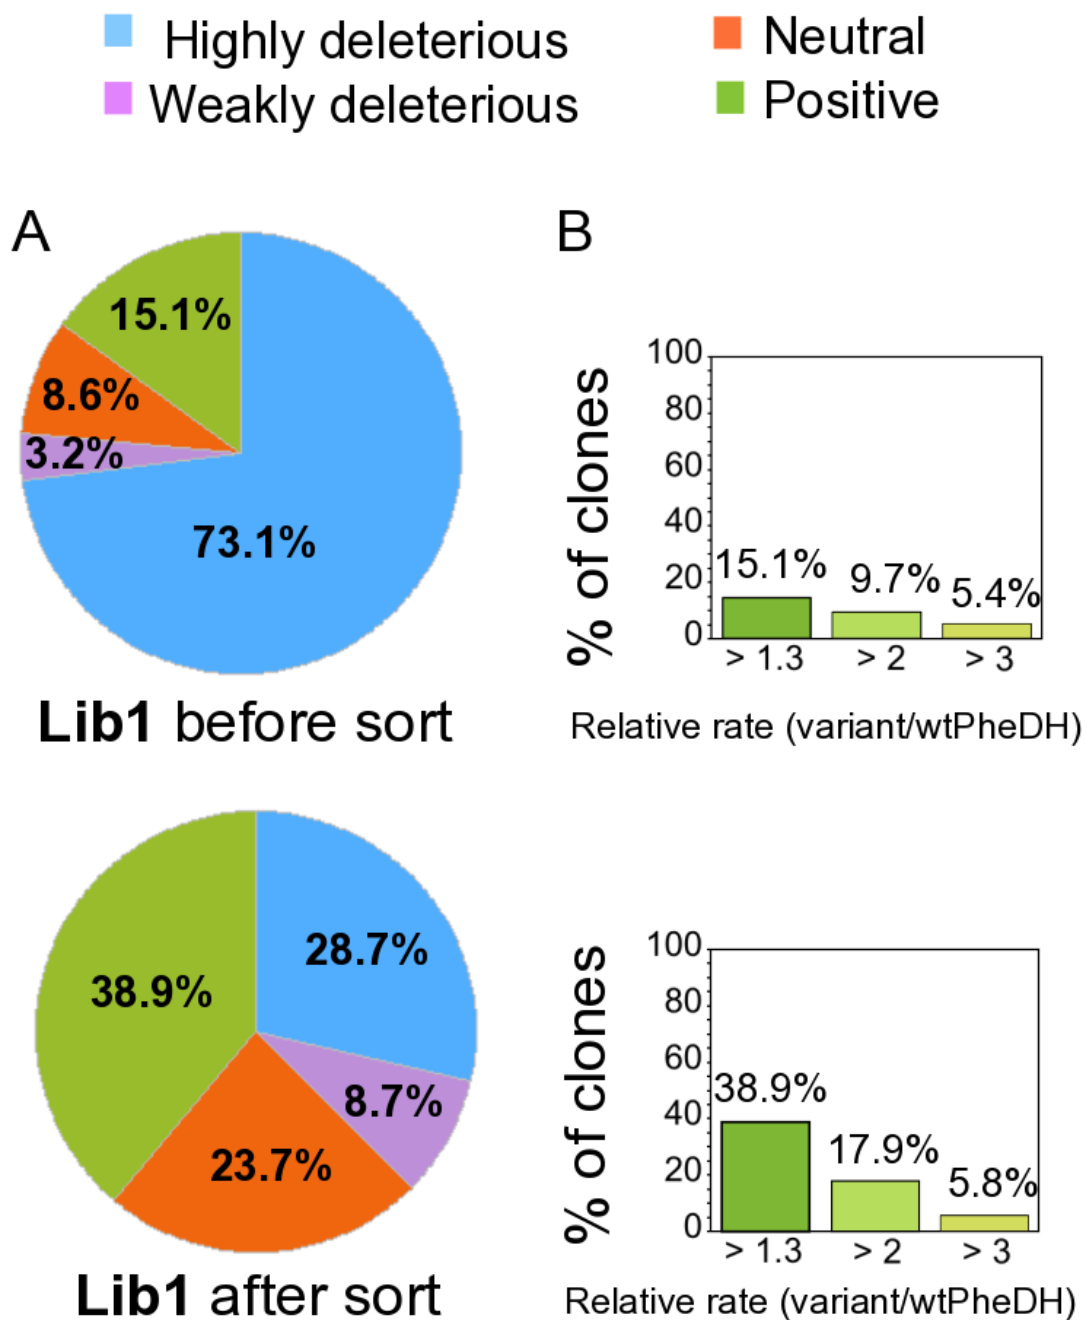 Highly deleterious
Neutral
Weakly deleterious
Positive
A
15.1%
8.6%
3.2%
73.1%
Lib1 before sort
B
% of clones
100
80
60
40
20
0
15.1%
9.7%
5.4%
> 1.3
> 2
> 3
Relative rate (variant/wtPheDH)
28.7%
38.9%
8.7%
23.7%
Lib1 after sort
% of clones
100
80
60
40
20
0
38.9%
17.9%
5.8%
> 1.3
> 2
> 3
Relative rate (variant/wtPheDH)